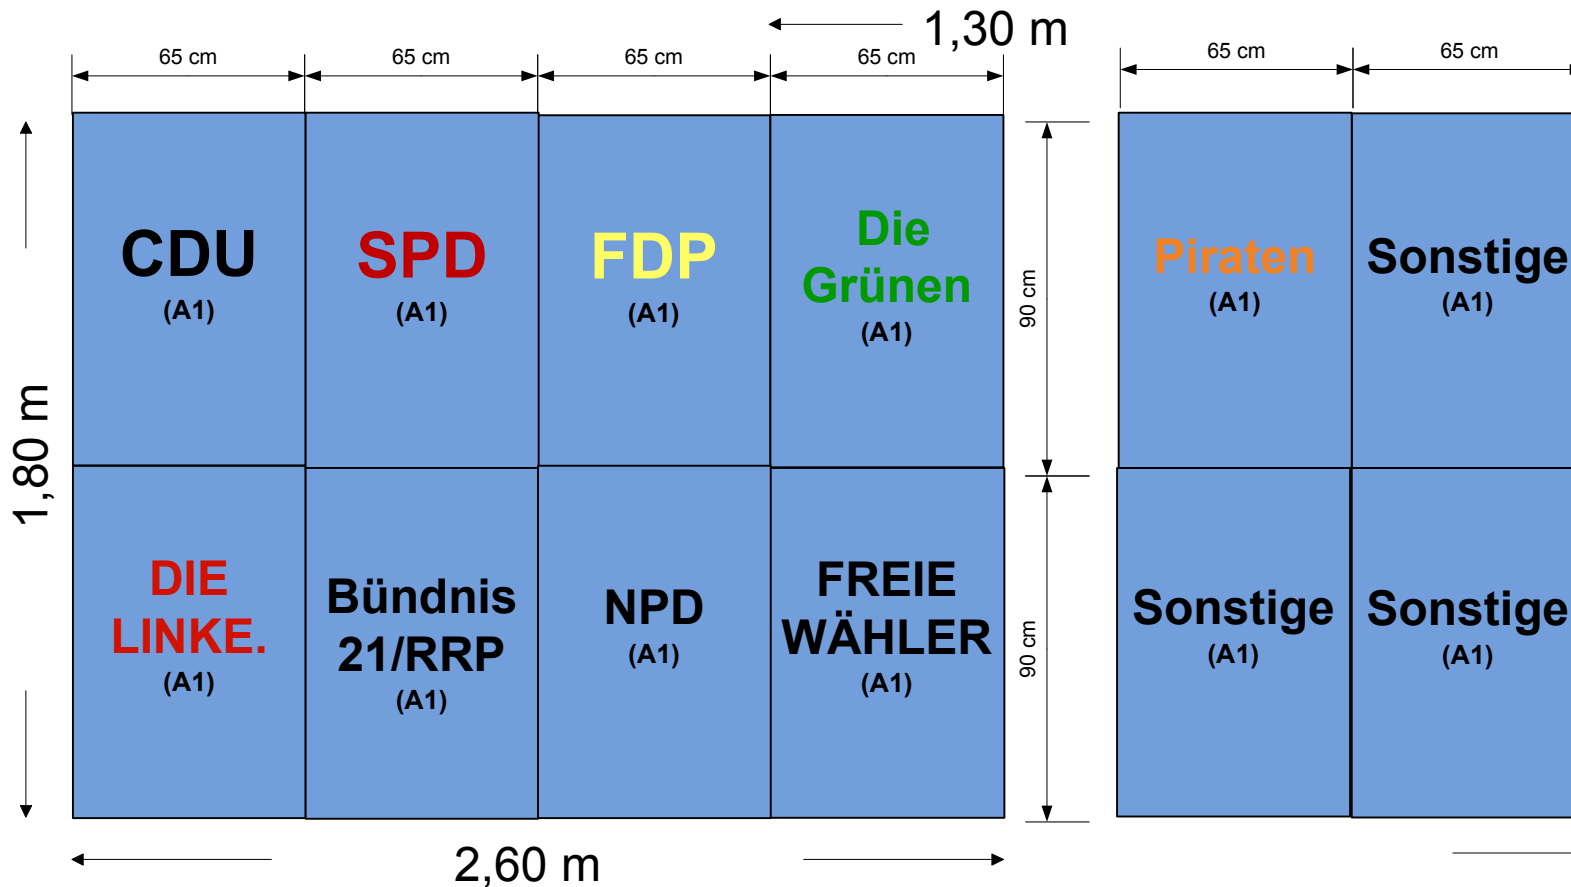 1,30 m
65 cm 65 cm 65 cm 65 cm 65 cm 65 cm
CDU
(A1)
SPD
(A1)
FDP
(A1)
Die
Grünen
(A1)
90 cm
Piraten
(A1)
Sonstige
(A1)
1,80 m
DIE
LINKE.
(A1)
Bündnis
21/RRP
(A1)
NPD
(A1)
FREIE
WÄHLER
(A1)
90 cm
Sonstige
(A1)
Sonstige
(A1)
2,60 m